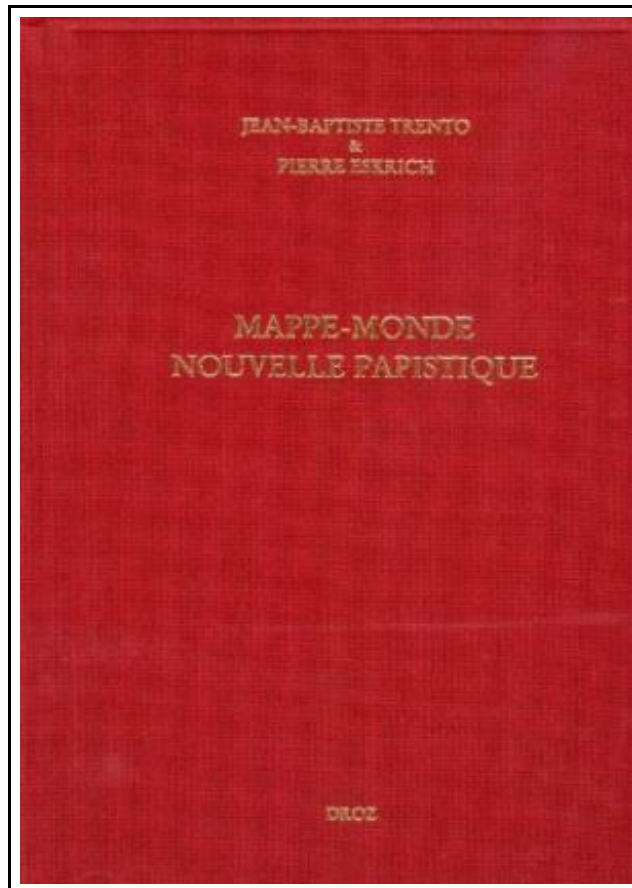 JEAN-BAPTISTE TRENTO
&
PIERRE ESKRICH
MAPPE-MONDE
NOUVELLE PAPISTIQUE
DROZ